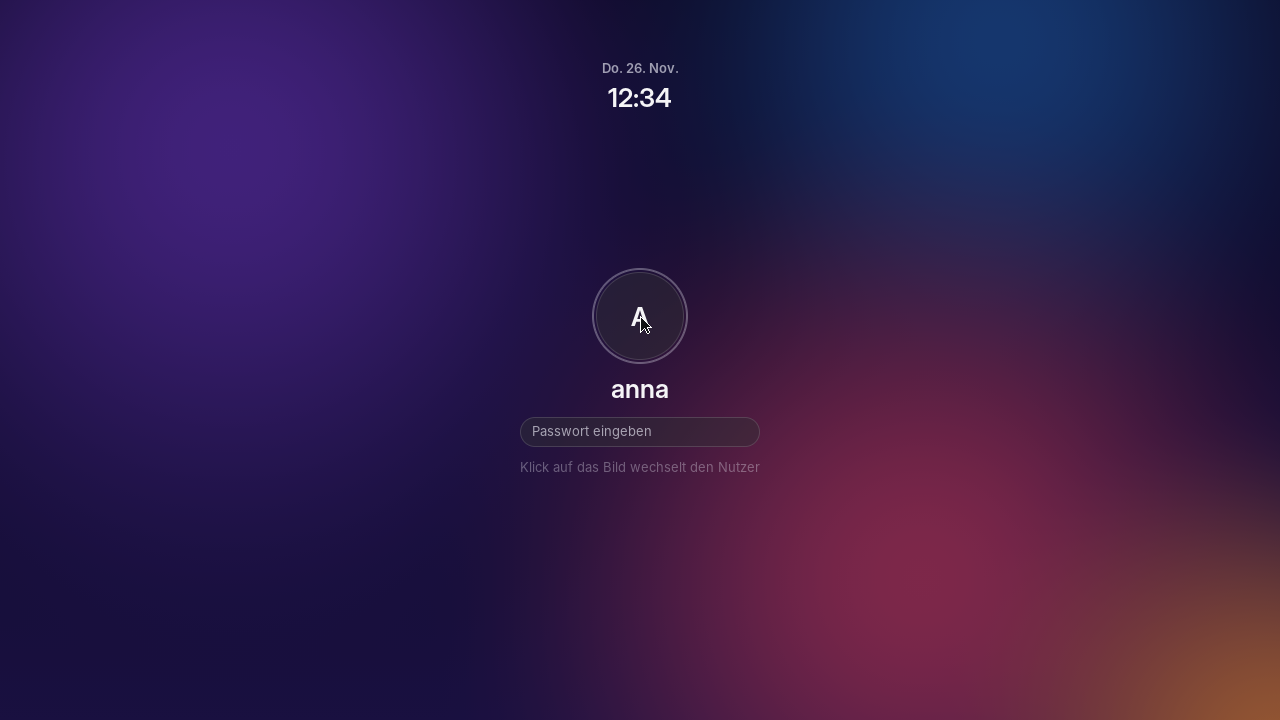 Do. 26. Nov.
12:34
A
anna
Passwort eingeben
Klick auf das Bild wechselt den Nutzer